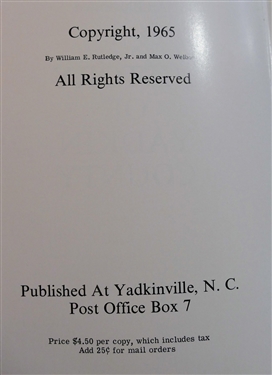 Copyright, 1965
By William E. Rutledge, Jr. and Max O. Welborn
All Rights Reserved
Published At Yadkinville, N. C.
Post Office Box 7
Price $4.50 per copy, which includes tax
Add 25¢ for mail orders